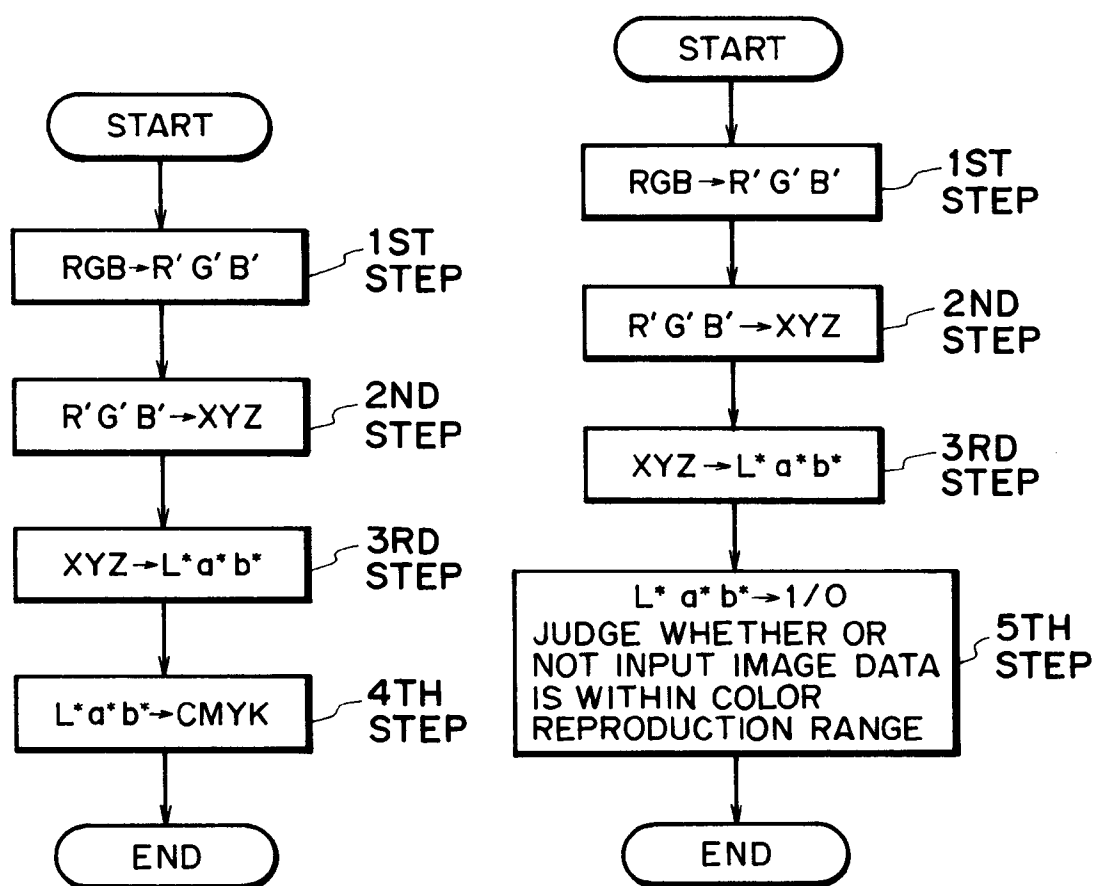 START
RGB→R' G' B'
1ST
STEP
R' G' B'→XYZ
2ND
STEP
XYZ→L* a* b*
3RD
STEP
L* a* b*→CMYK
4TH
STEP
END
START
RGB→R' G' B'
1ST
STEP
R' G' B'→XYZ
2ND
STEP
XYZ→L* a* b*
3RD
STEP
L* a* b*→1/0
JUDGE WHETHER OR
NOT INPUT IMAGE DATA
IS WITHIN COLOR
REPRODUCTION RANGE
5TH
STEP
END